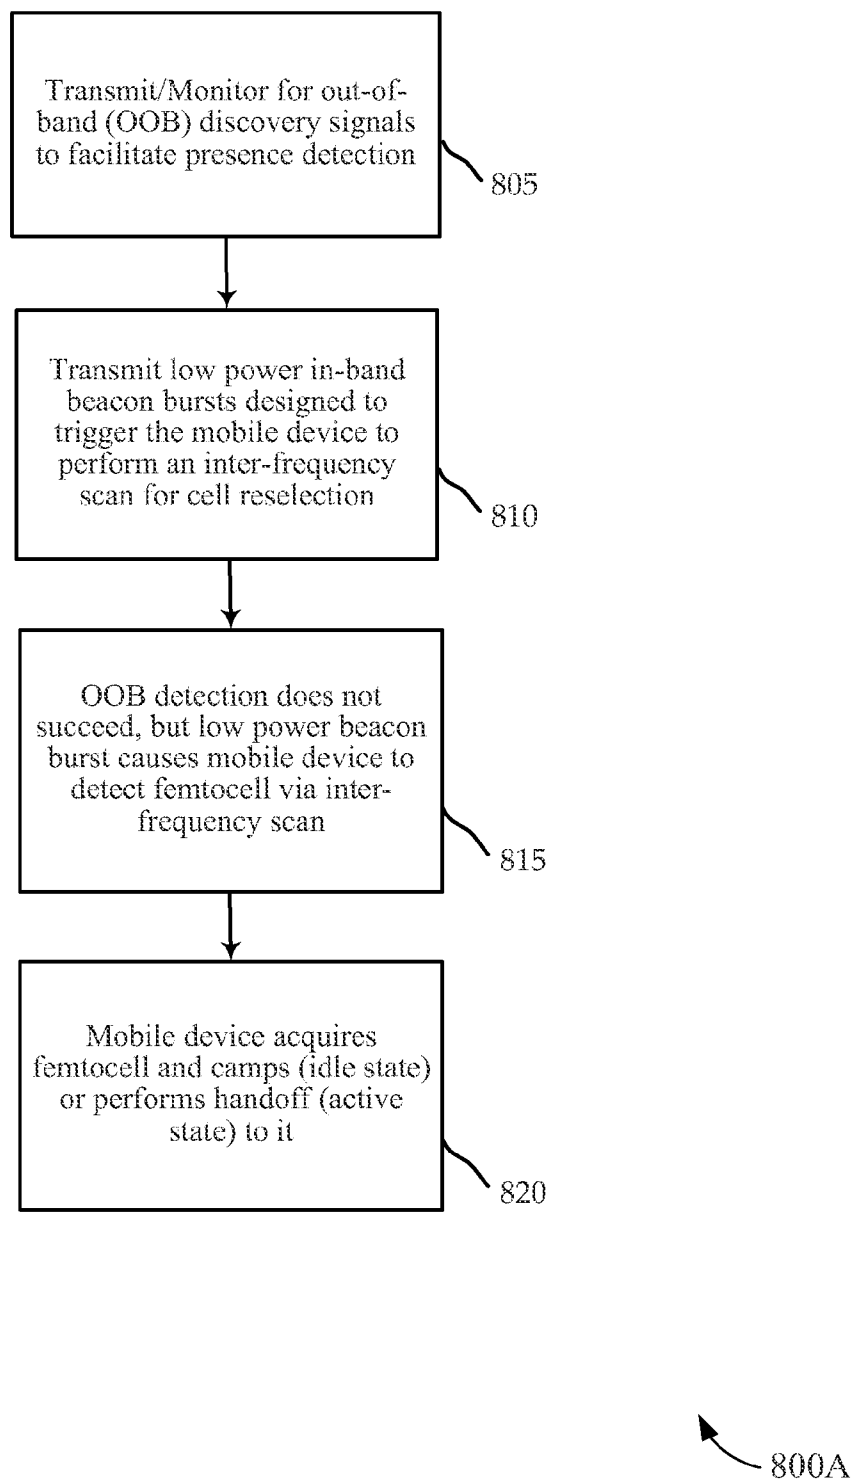 Transmit/Monitor for out-of-
band (OOB) discovery signals
to facilitate presence detection
805
Transmit low power in-band
beacon bursts designed to
trigger the mobile device to
perform an inter-frequency
scan for cell reselection
810
OOB detection does not
succeed, but low power beacon
burst causes mobile device to
detect femtocell via inter-
frequency scan
815
Mobile device acquires
femtocell and camps (idle state)
or performs handoff (active
state) to it
820
800A